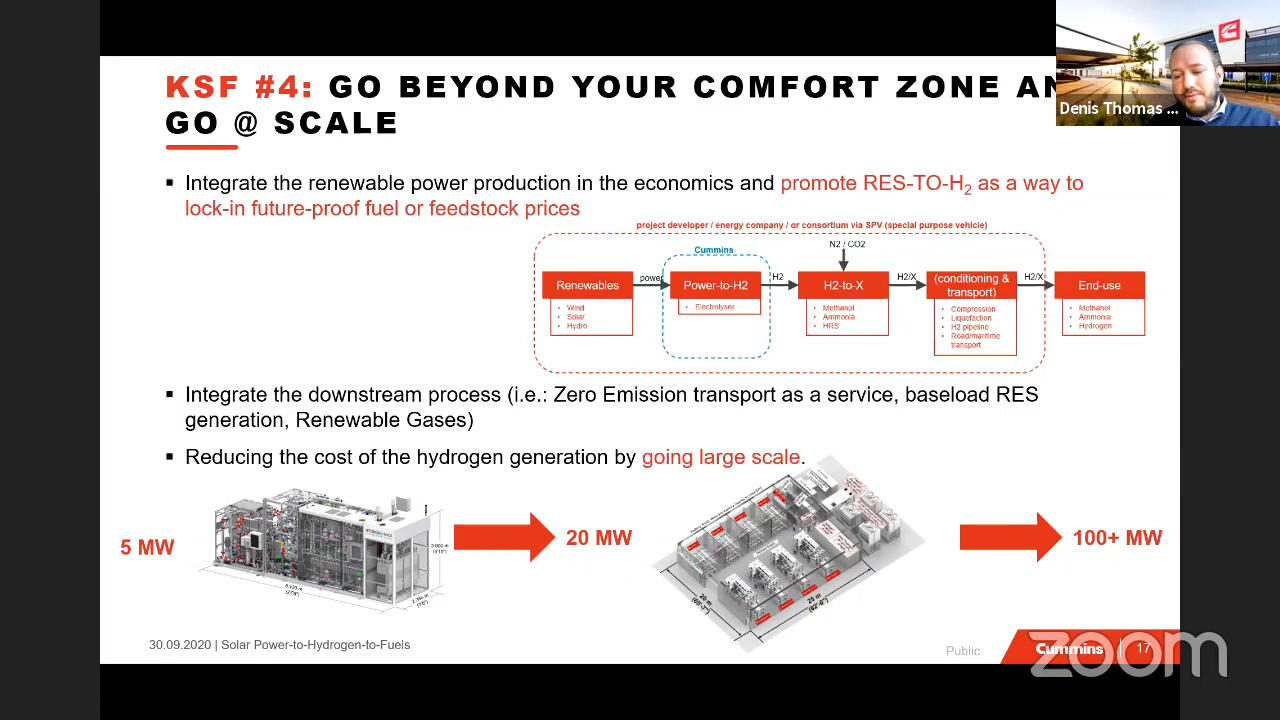 KSF #4: GO BEYOND YOUR COMFORT ZONE AN
GO @ SCALE
Denis Thomas ...
▪ Integrate the renewable power production in the economics and promote RES-TO-H2 as a way to
lock-in future-proof fuel or feedstock prices
project developer / energy company / or consortium via SPV (special purpose vehicle)
Cummins
N2 / CO2
Renewables
power
Power-to-H2
H2
H2-to-X
H2/X
(conditioning &
transport)
H2/X
End-use
• Wind
• Solar
• Hydro
• Electrolyser
• Methanol
• Ammonia
• HRS
• Compression
• Liquefaction
• H2 pipeline
• Road/maritime
transport
• Methanol
• Ammonia
• Hydrogen
▪ Integrate the downstream process (i.e.: Zero Emission transport as a service, baseload RES
generation, Renewable Gases)
▪ Reducing the cost of the hydrogen generation by going large scale.
5 MW
20 MW
100+ MW
20 m
25 m
30.09.2020 | Solar Power-to-Hydrogen-to-Fuels
Public
Cummins
17
zoom